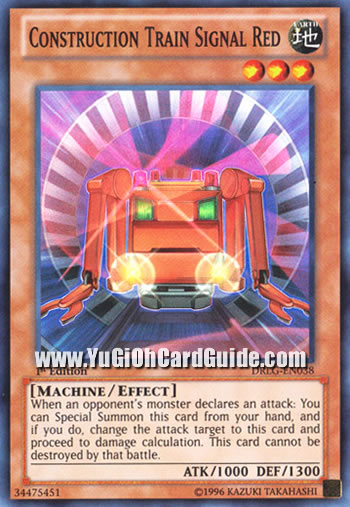 CONSTRUCTION TRAIN SIGNAL RED
EARTH
地
www.YuGiOhCardGuide.com
1st Edition
DRLG-EN038
[MACHINE/EFFECT]
When an opponent's monster declares an attack: You
can Special Summon this card from your hand, and
if you do, change the attack target to this card and
proceed to damage calculation. This card cannot be
destroyed by that battle.
ATK/1000 DEF/1300
34475451
©1996 KAZUKI TAKAHASHI